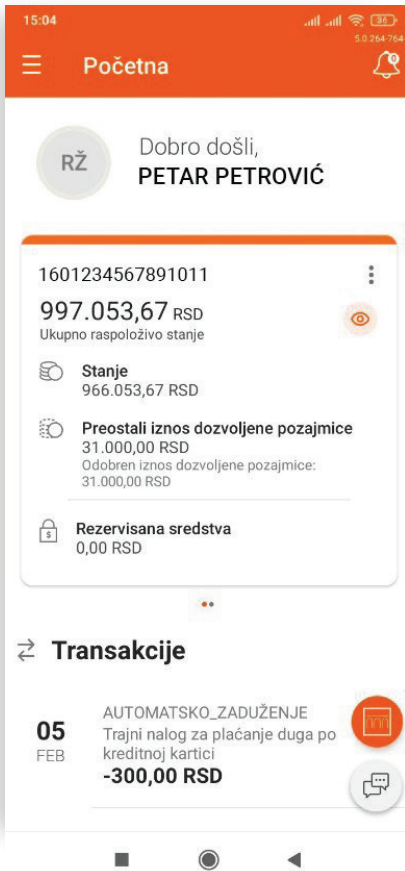 15:04
36
5.0.264-764
Početna
RŽ
Dobro došli,
PETAR PETROVIĆ
1601234567891011
997.053,67 RSD
Ukupno raspoloživo stanje
Stanje
966.053,67 RSD
Preostali iznos dozvoljene pozajmice
31.000,00 RSD
Odobren iznos dozvoljene pozajmice:
31.000,00 RSD
Rezervisana sredstva
0,00 RSD
Transakcije
05
FEB
AUTOMATSKO_ZADUŽENJE
Trajni nalog za plaćanje duga po
kreditnoj kartici
-300,00 RSD